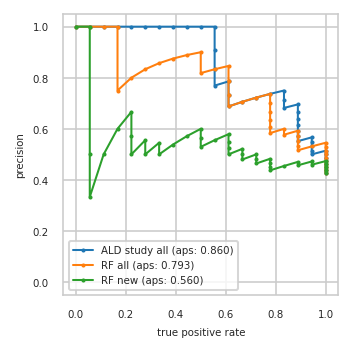 1.0
0.8
0.6
0.4
0.2
0.0
precision
ALD study all (aps: 0.860)
RF all (aps: 0.793)
RF new (aps: 0.560)
0.0 0.2 0.4 0.6 0.8 1.0
true positive rate